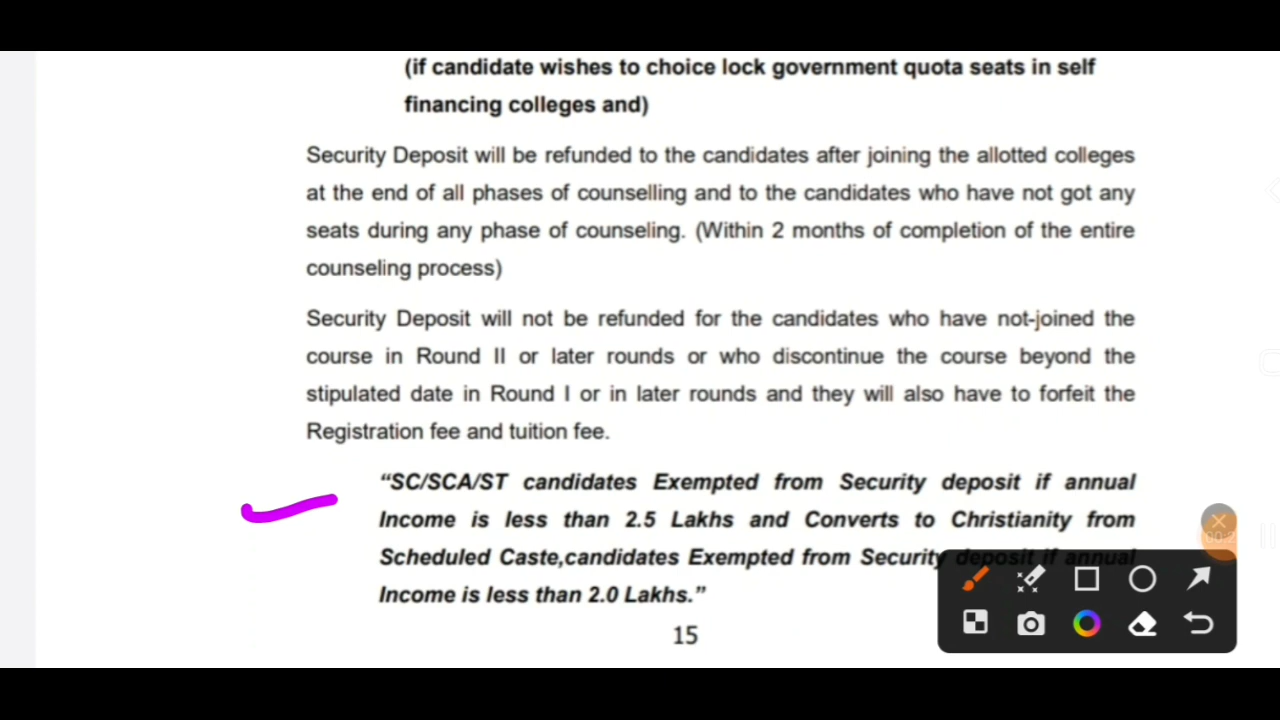 (if candidate wishes to choice lock government quota seats in self
financing colleges and)
Security Deposit will be refunded to the candidates after joining the allotted colleges
at the end of all phases of counselling and to the candidates who have not got any
seats during any phase of counseling. (Within 2 months of completion of the entire
counseling process)
Security Deposit will not be refunded for the candidates who have not-joined the
course in Round II or later rounds or who discontinue the course beyond the
stipulated date in Round I or in later rounds and they will also have to forfeit the
Registration fee and tuition fee.
“SC/SCA/ST candidates Exempted from Security deposit if annual
Income is less than 2.5 Lakhs and Converts to Christianity from
Scheduled Caste,candidates Exempted from Security deposit if annual
Income is less than 2.0 Lakhs.”
15